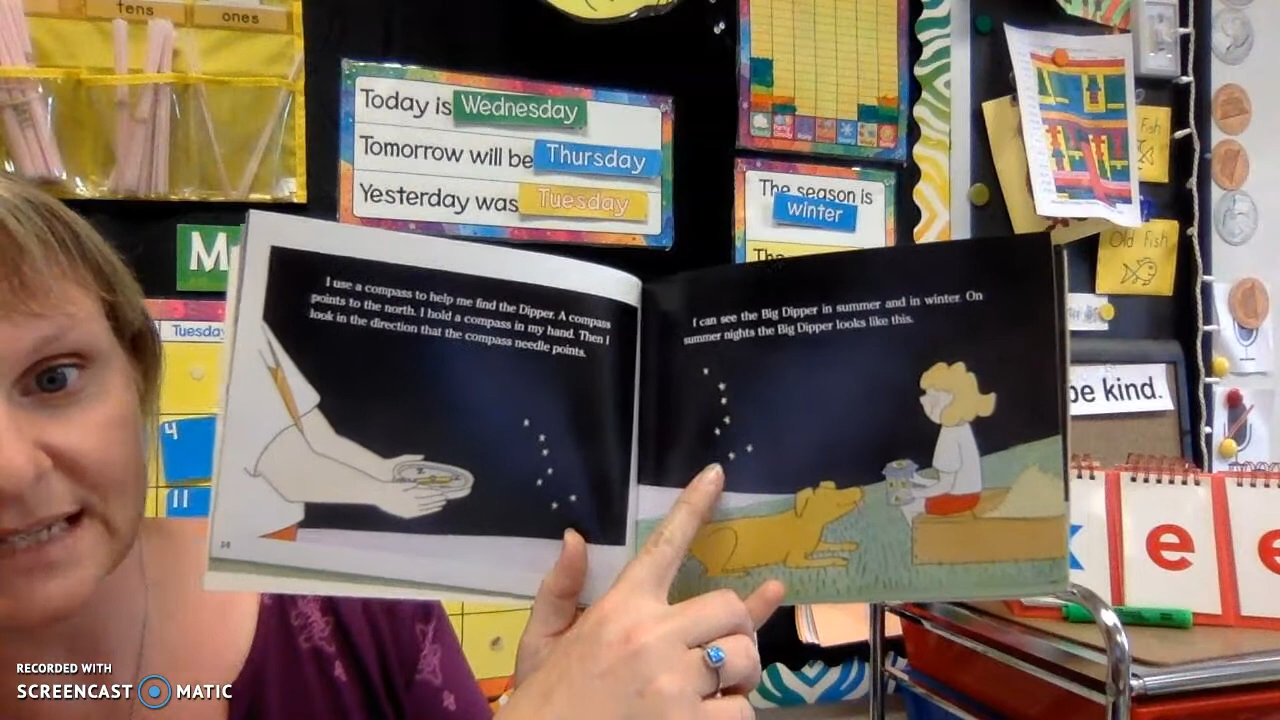 tens
ones
Today is Wednesday
Tomorrow will be Thursday
Yesterday was Tuesday
The season is
winter
The
Fish
Old Fish
M
Tuesday
4
11
I use a compass to help me find the Dipper. A compass
points to the north. I hold a compass in my hand. Then I
look in the direction that the compass needle points.
I can see the Big Dipper in summer and in winter. On
summer nights the Big Dipper looks like this.
be kind.
e
e
RECORDED WITH
SCREENCAST MATIC